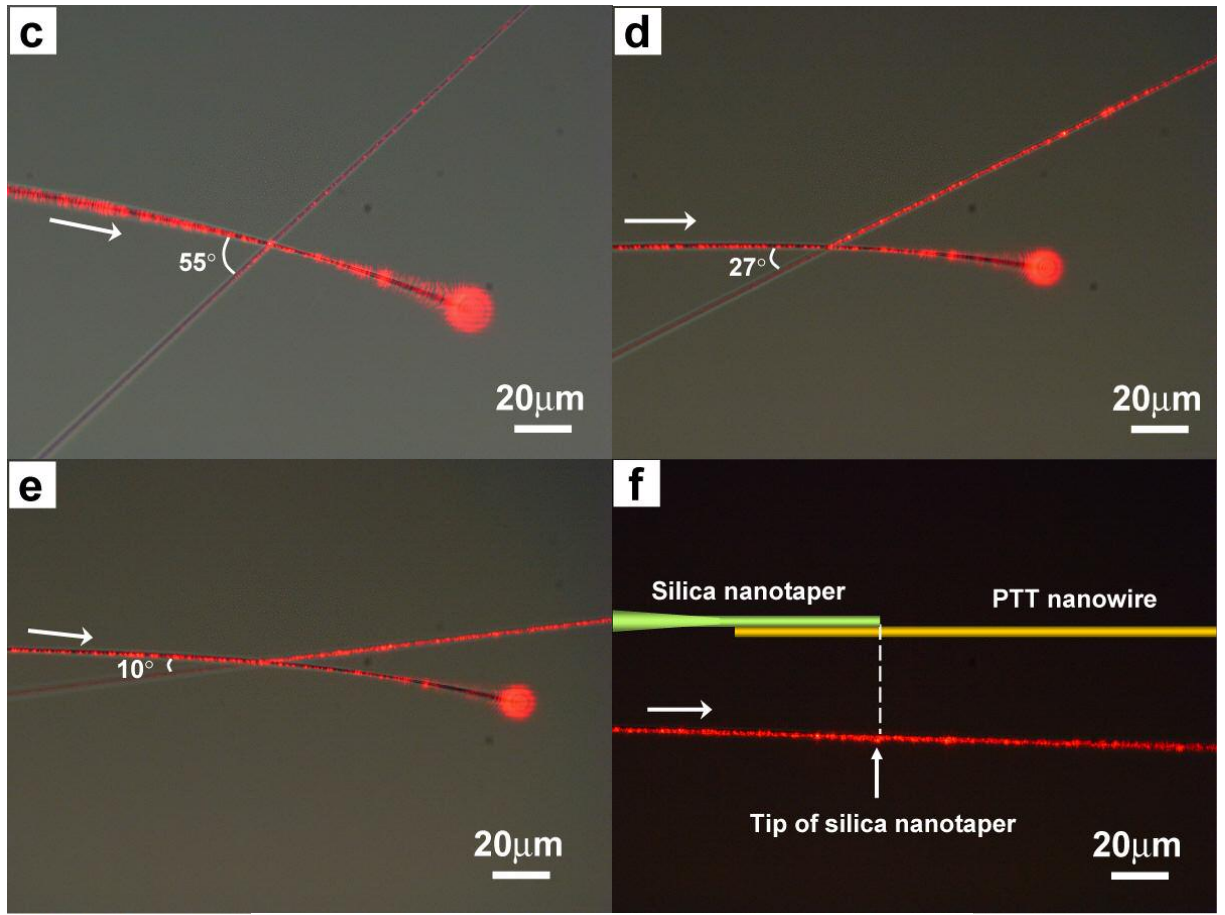 c
55°
20μm
d
27°
20μm
e
10°
20μm
f
Silica nanotaper
PTT nanowire
Tip of silica nanotaper
20μm